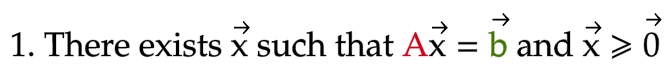 1. There exists x⃗ such that Ax⃗ = b⃗ and x⃗ ⩾ 0⃗